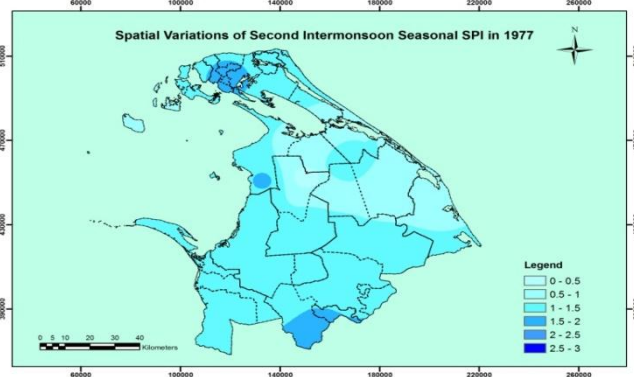 60000 100000 140000 180000 220000 260000
Spatial Variations of Second Intermonsoon Seasonal SPI in 1977
N
510000
470000
430000
390000
Legend
0 - 0.5
0.5 - 1
1 - 1.5
1.5 - 2
2 - 2.5
2.5 - 3
0 5 10 20 30 40
Kilometers
60000 100000 140000 180000 220000 260000